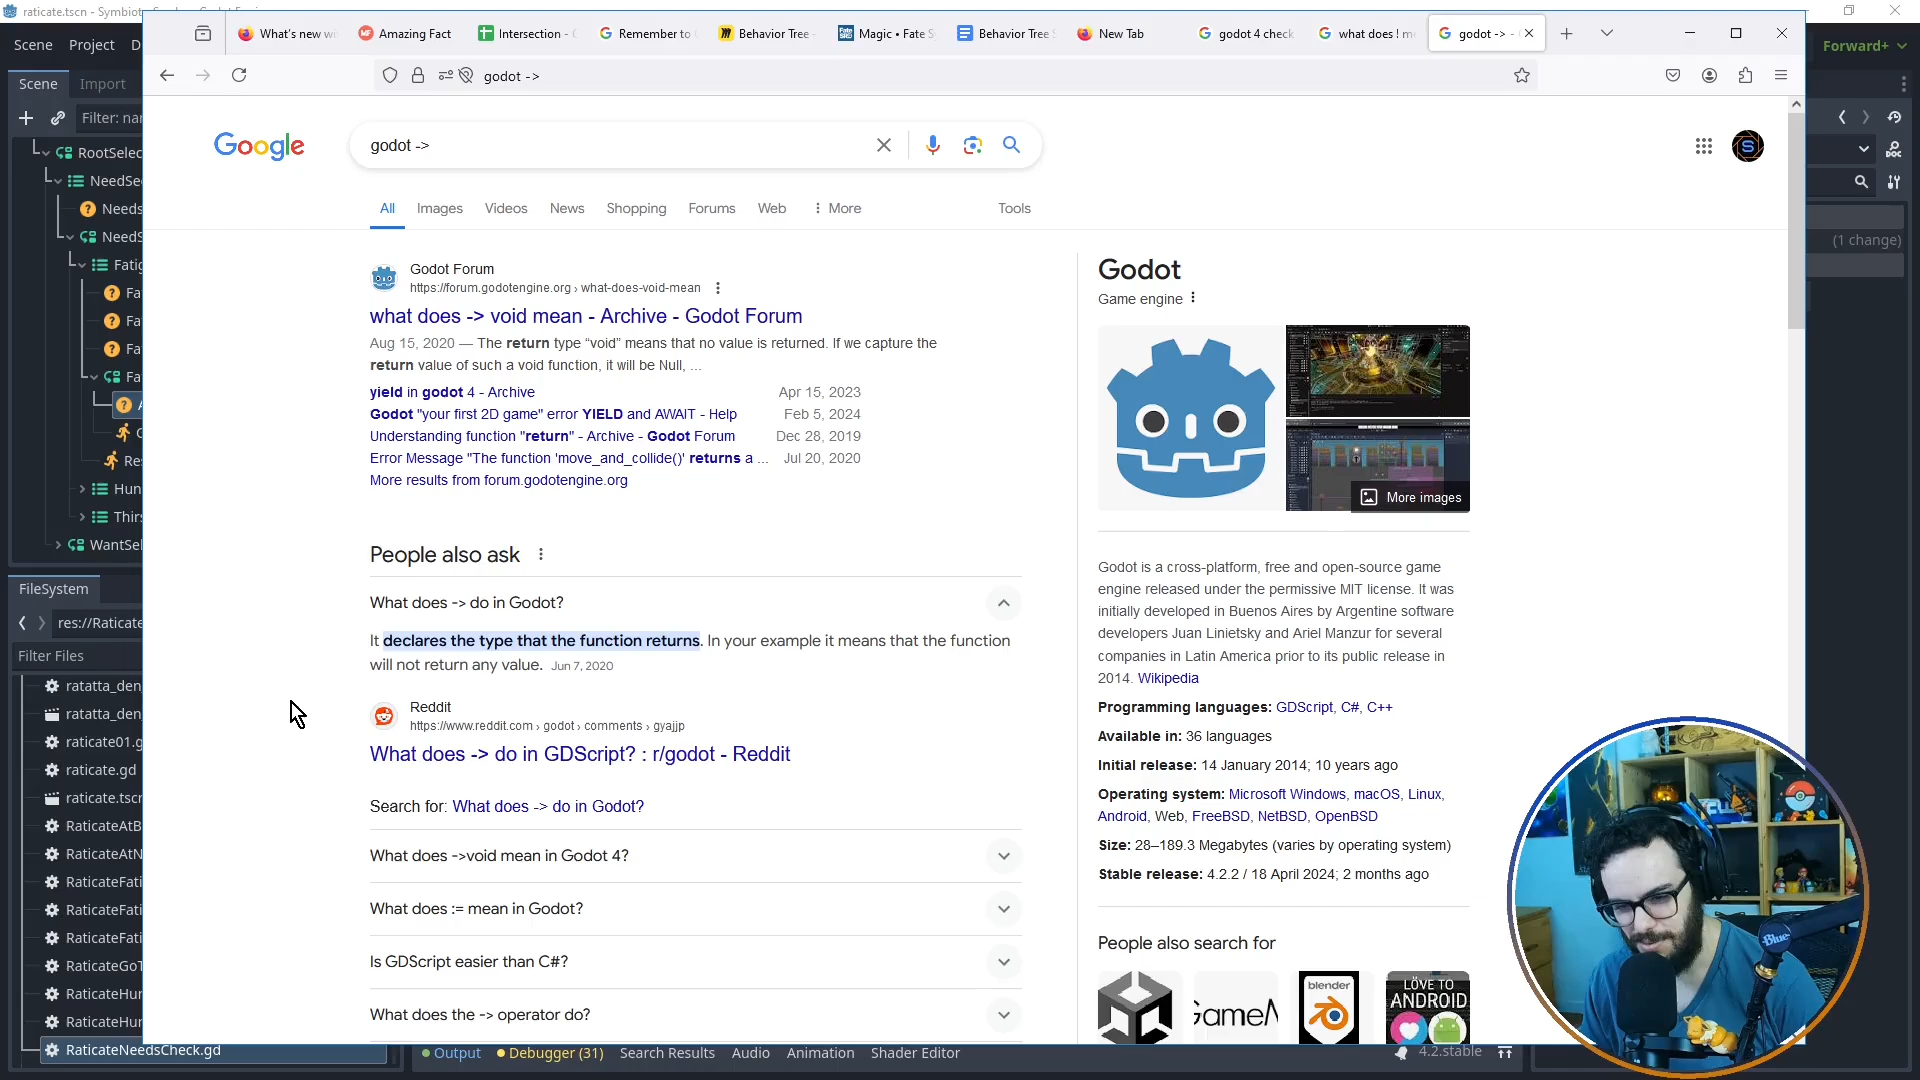 raticate.tscn - Symbiot
Scene Project D
Forward+
What's new wi
Amazing Fact
Intersection - G
Remember to
Behavior Tree
Magic • Fate S
Behavior Tree S
New Tab
godot 4 check
what does ! m
godot -> -
Scene Import
godot ->
Filter: nar
Google
godot ->
All Images Videos News Shopping Forums Web More Tools
RootSelec
NeedSe
Needs
NeedS
Fatig
Fa
Fa
Fa
Fa
Res
Hun
Thirs
WantSel
(1 change)
Godot Forum
https://forum.godotengine.org › what-does-void-mean
what does -> void mean - Archive - Godot Forum
Aug 15, 2020 — The return type “void” means that no value is returned. If we capture the
return value of such a void function, it will be Null, ...
yield in godot 4 - Archive Apr 15, 2023
Godot "your first 2D game" error YIELD and AWAIT - Help Feb 5, 2024
Understanding function "return" - Archive - Godot Forum Dec 28, 2019
Error Message "The function 'move_and_collide()' returns a ... Jul 20, 2020
More results from forum.godotengine.org
People also ask
What does -> do in Godot?
It declares the type that the function returns. In your example it means that the function
will not return any value. Jun 7, 2020
Reddit
https://www.reddit.com › godot › comments › gyajjp
What does -> do in GDScript? : r/godot - Reddit
Search for: What does -> do in Godot?
What does ->void mean in Godot 4?
What does := mean in Godot?
Is GDScript easier than C#?
What does the -> operator do?
Godot
Game engine
More images
Godot is a cross-platform, free and open-source game
engine released under the permissive MIT license. It was
initially developed in Buenos Aires by Argentine software
developers Juan Linietsky and Ariel Manzur for several
companies in Latin America prior to its public release in
2014. Wikipedia
Programming languages: GDScript, C#, C++
Available in: 36 languages
Initial release: 14 January 2014; 10 years ago
Operating system: Microsoft Windows, macOS, Linux,
Android, Web, FreeBSD, NetBSD, OpenBSD
Size: 28–189.3 Megabytes (varies by operating system)
Stable release: 4.2.2 / 18 April 2024; 2 months ago
People also search for
GameM
blender
LÖVE TO
ANDROID
Blue
FileSystem
res://Raticate
Filter Files
ratatta_den
ratatta_den
raticate01.g
raticate.gd
raticate.tscn
RaticateAtB
RaticateAtN
RaticateFati
RaticateFati
RaticateFati
RaticateGoT
RaticateHur
RaticateHur
RaticateNeedsCheck.gd
Output Debugger (31) Search Results Audio Animation Shader Editor
4.2.stable